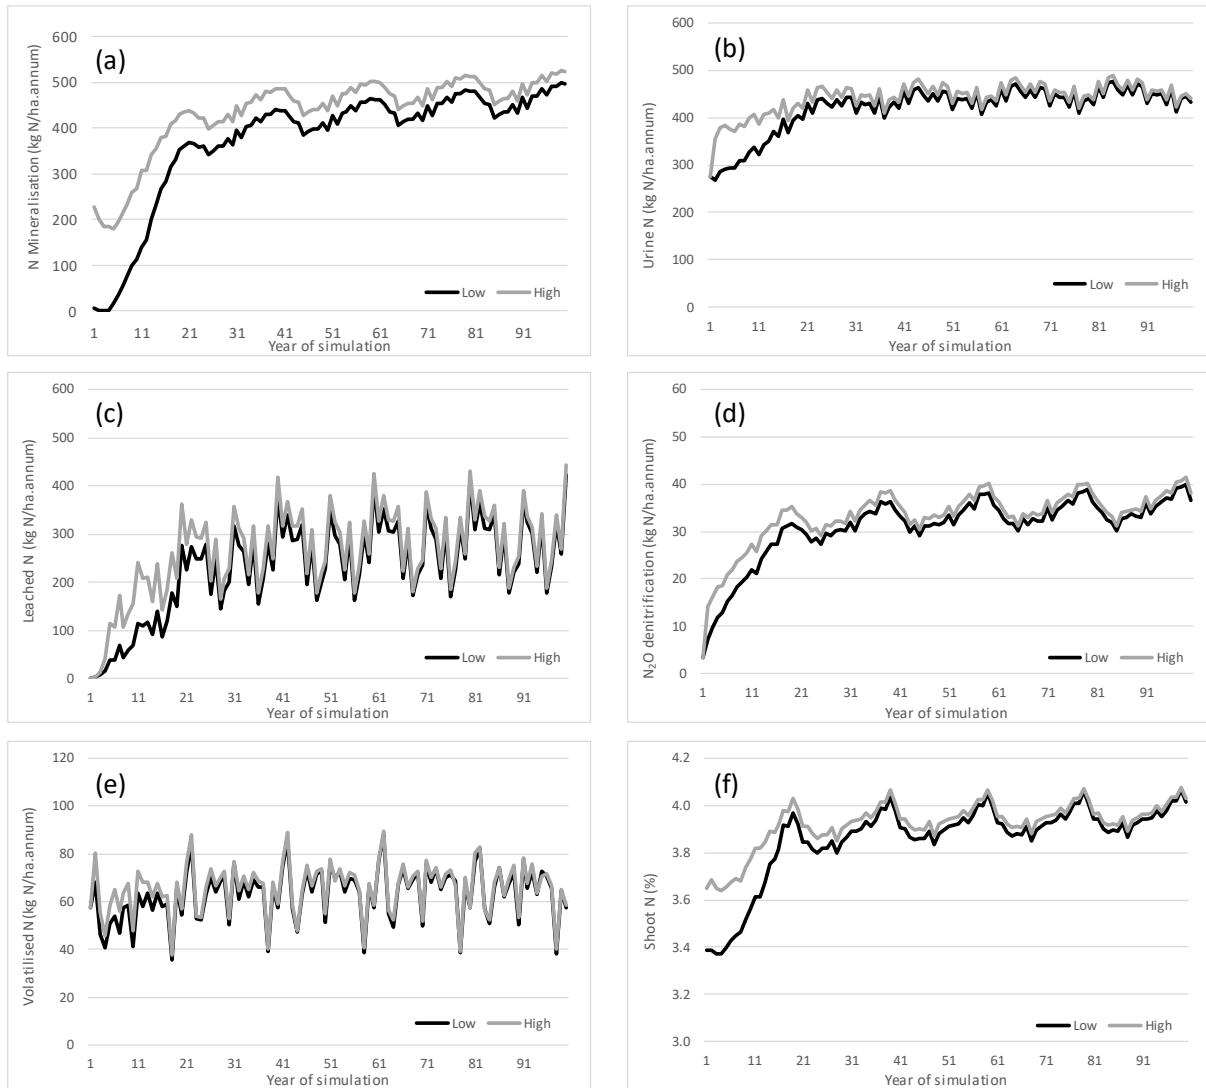 (a)
N Mineralisation (kg N/ha.annum)
600
500
400
300
200
100
0
1 11 21 31 41 51 61 71 81 91
Year of simulation
Low High
(b)
Urine N (kg N/ha.annum)
600
500
400
300
200
100
0
1 11 21 31 41 51 61 71 81 91
Year of simulation
Low High
(c)
Leached N (kg N/ha.annum)
600
500
400
300
200
100
0
1 11 21 31 41 51 61 71 81 91
Year of simulation
Low High
(d)
N₂O denitrification (kg N/ha.annum)
60
50
40
30
20
10
0
1 11 21 31 41 51 61 71 81 91
Year of simulation
Low High
(e)
Volatilised N (kg N/ha.annum)
120
100
80
60
40
20
0
1 11 21 31 41 51 61 71 81 91
Year of simulation
Low High
(f)
Shoot N (%)
4.2
4.0
3.8
3.6
3.4
3.2
3.0
1 11 21 31 41 51 61 71 81 91
Year of simulation
Low High